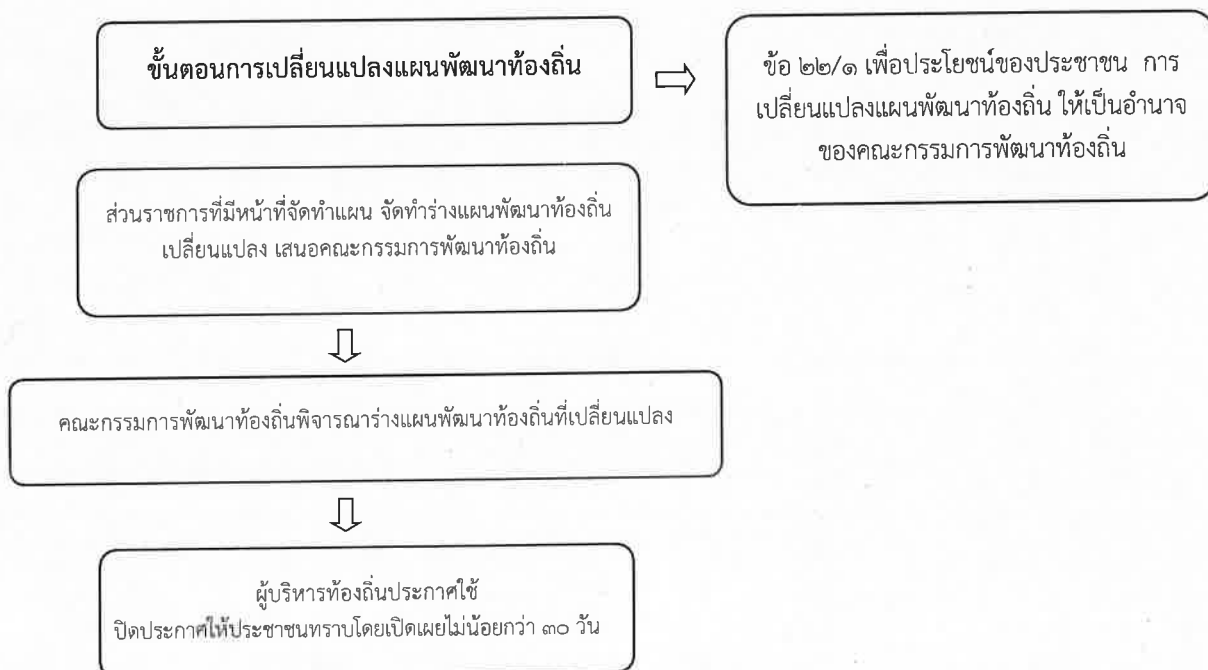 ขั้นตอนการเปลี่ยนแปลงแผนพัฒนาท้องถิ่น
ข้อ ๒๒/๑ เพื่อประโยชน์ของประชาชน การ
เปลี่ยนแปลงแผนพัฒนาท้องถิ่น ให้เป็นอำนาจ
ของคณะกรรมการพัฒนาท้องถิ่น
ส่วนราชการที่มีหน้าที่จัดทำแผน จัดทำร่างแผนพัฒนาท้องถิ่น
เปลี่ยนแปลง เสนอคณะกรรมการพัฒนาท้องถิ่น
คณะกรรมการพัฒนาท้องถิ่นพิจารณาร่างแผนพัฒนาท้องถิ่นที่เปลี่ยนแปลง
ผู้บริหารท้องถิ่นประกาศใช้
ปิดประกาศให้ประชาชนทราบโดยเปิดเผยไม่น้อยกว่า ๓๐ วัน